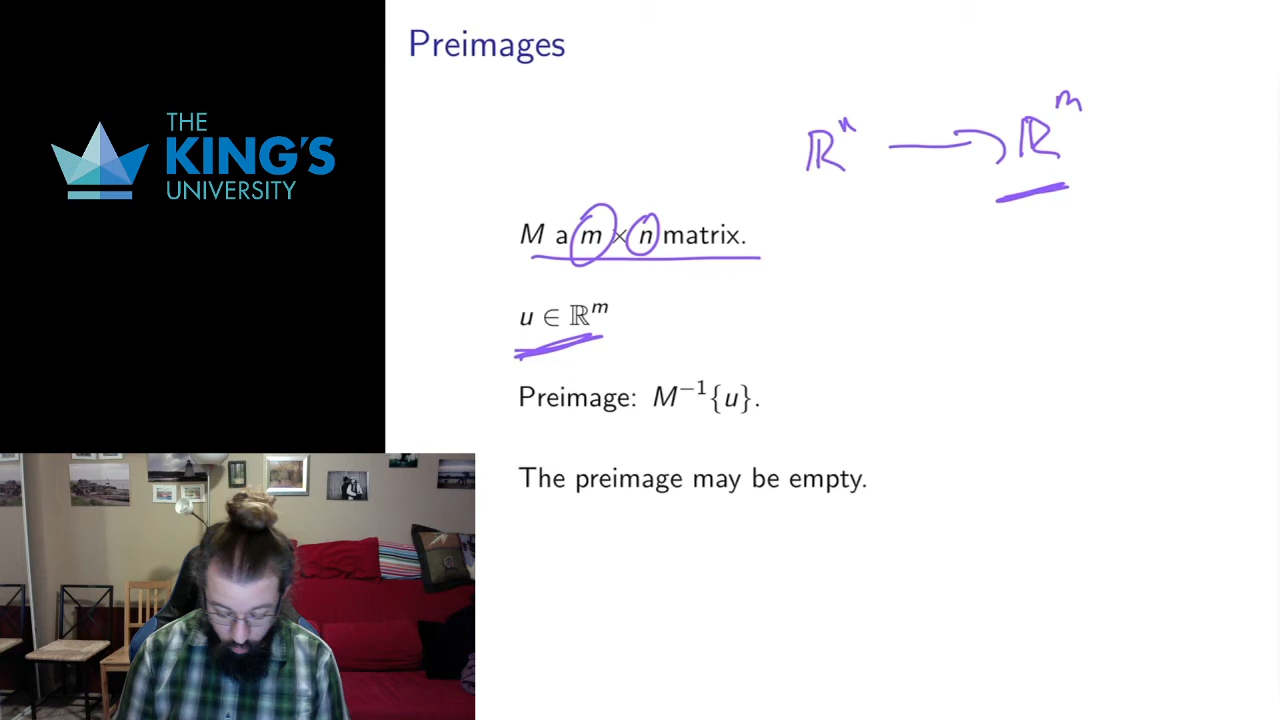 THE
KING'S
UNIVERSITY
Preimages
ℝⁿ → ℝᵐ
M a m × n matrix.
u ∈ ℝᵐ
Preimage: M⁻¹{u}.
The preimage may be empty.